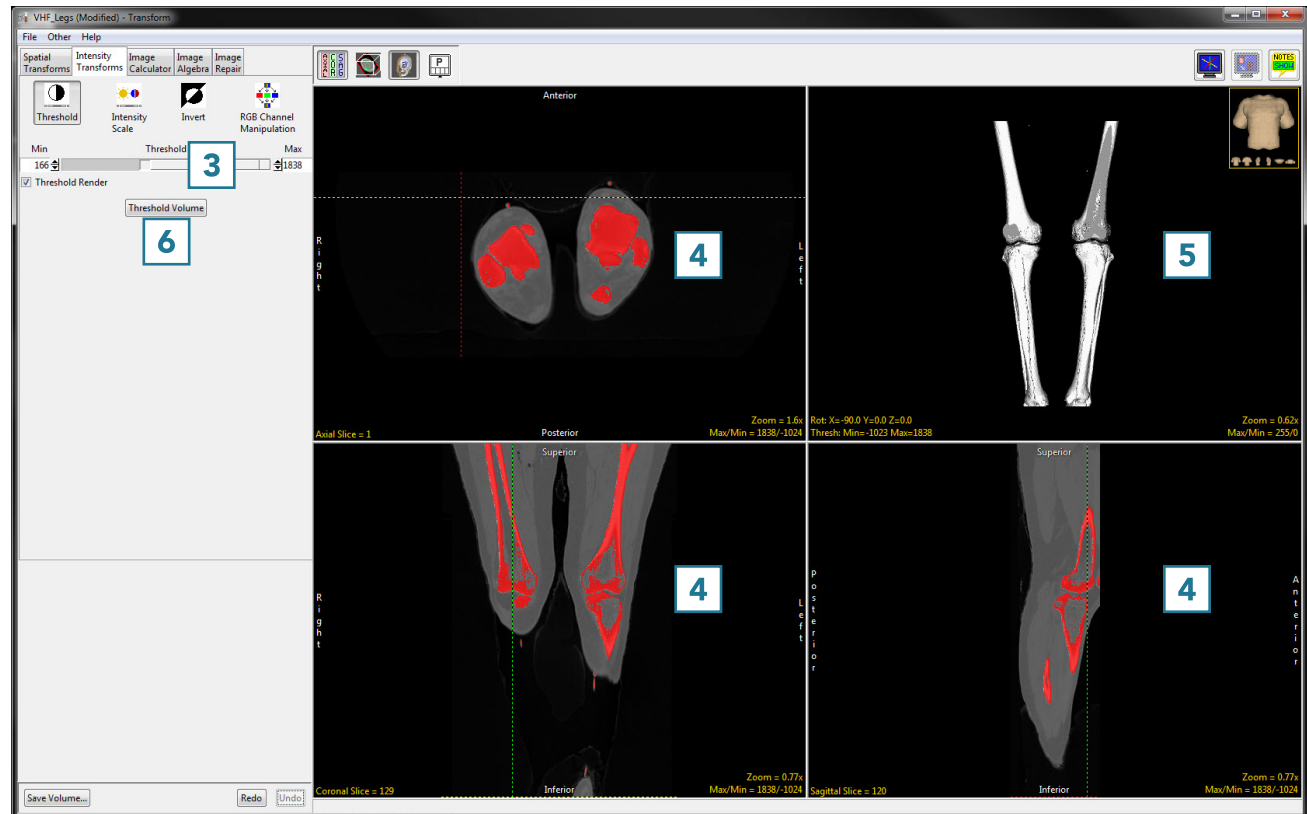 VHF_Legs (Modified) - Transform
File Other Help
Spatial Transforms
Intensity Transforms
Image Calculator
Image Algebra
Image Repair
AXIAL COR SAG
P
NOTES SHOW
Threshold
Intensity Scale
Invert
RGB Channel Manipulation
Min Threshold Max
166 1838
3
Threshold Render
Threshold Volume
6
Anterior
Right
Left
4
Axial Slice = 1
Posterior
Zoom = 1.6x
Max/Min = 1838/-1024
5
Rot: X=-90.0 Y=0.0 Z=0.0
Thresh: Min=-1023 Max=1838
Zoom = 0.62x
Max/Min = 255/0
Superior
Right
Left
4
Coronal Slice = 129
Inferior
Zoom = 0.77x
Max/Min = 1838/-1024
Superior
Posterior
Anterior
4
Sagittal Slice = 120
Inferior
Zoom = 0.77x
Max/Min = 1838/-1024
Save Volume...
Redo
Undo